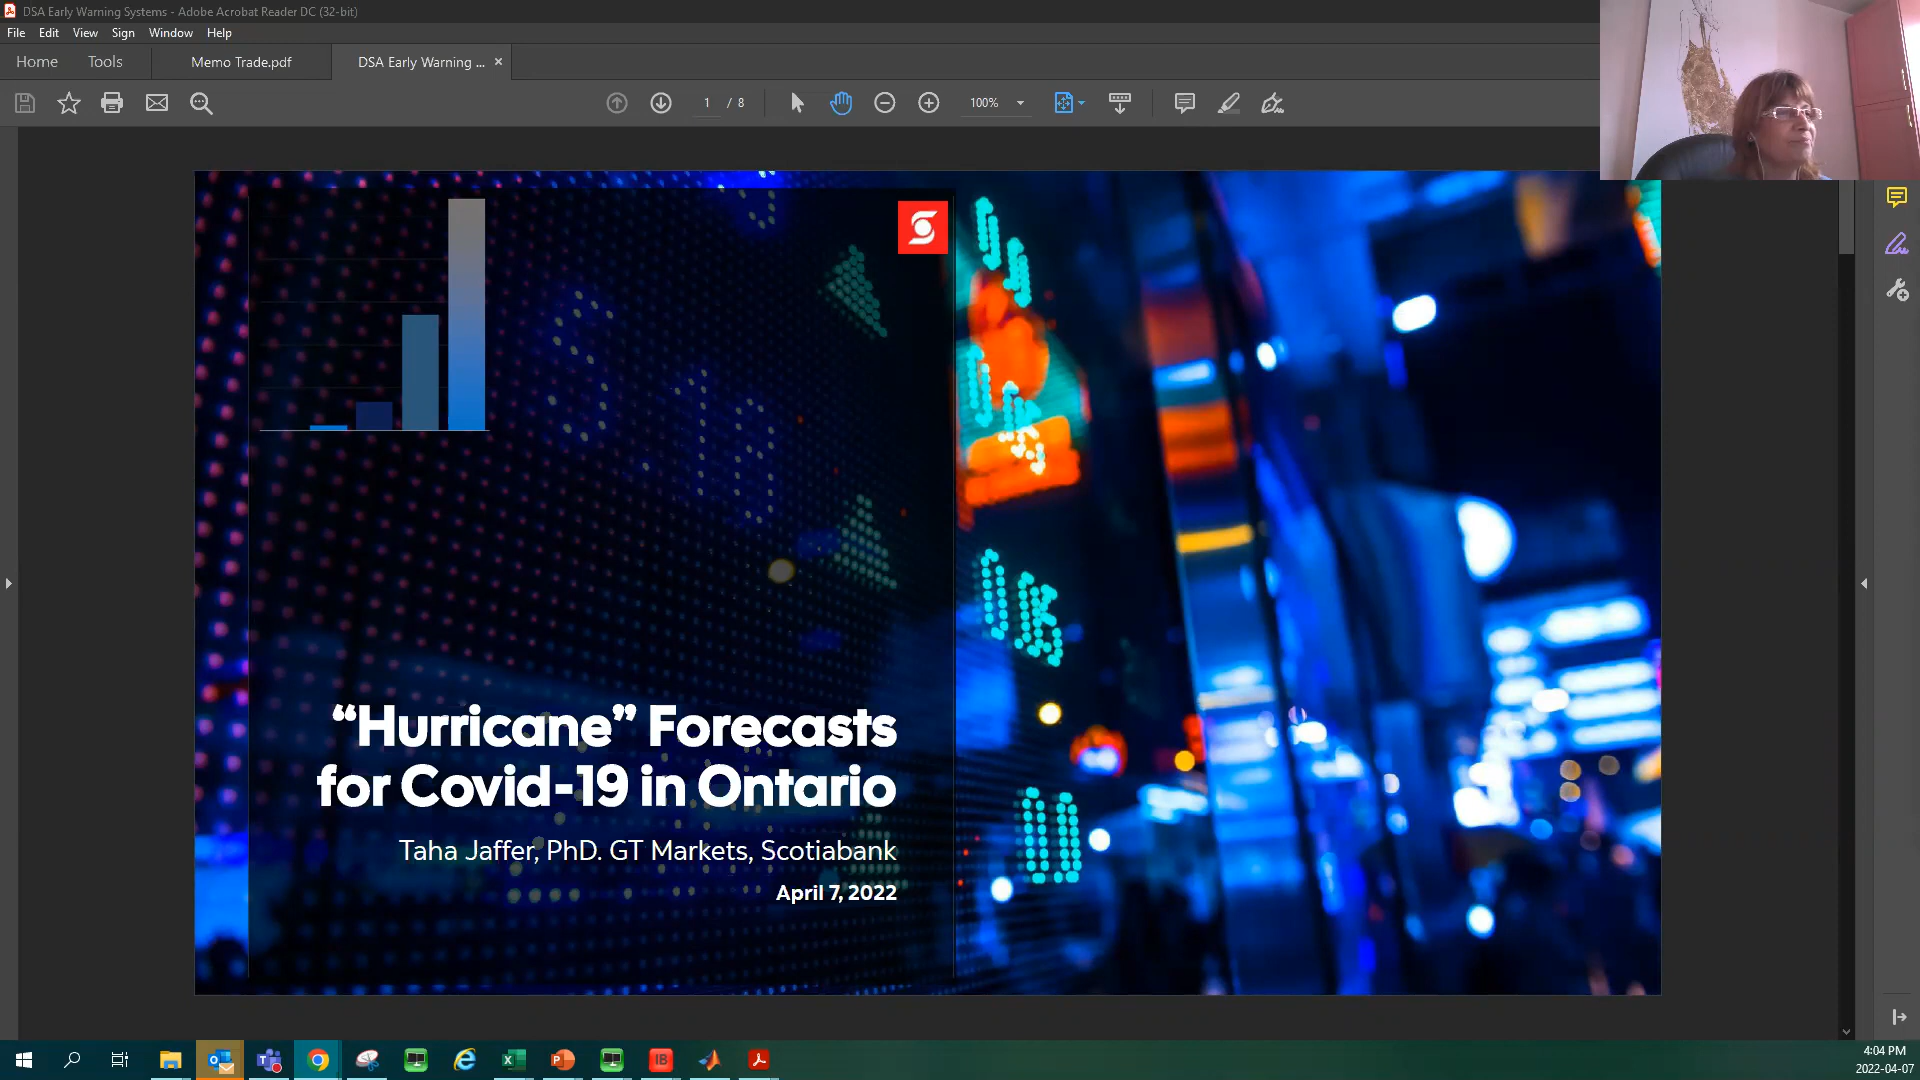 DSA Early Warning Systems - Adobe Acrobat Reader DC (32-bit)
File Edit View Sign Window Help
Home Tools Memo Trade.pdf DSA Early Warning ... ×
1 / 8 100%
“Hurricane” Forecasts
for Covid-19 in Ontario
Taha Jaffer, PhD. GT Markets, Scotiabank
April 7, 2022
IB
4:04 PM
2022-04-07